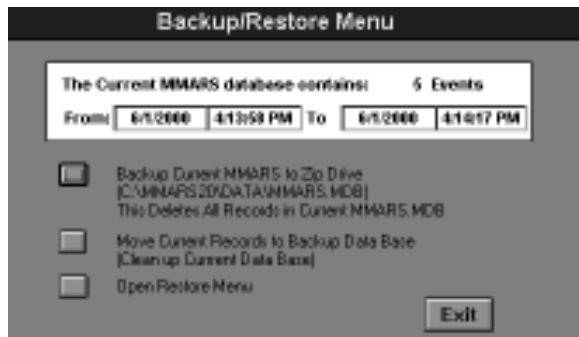 Backup/Restore Menu
The Current MMARS database contains: 5 Events
From: 6/1/2000 4:13:58 PM To 6/1/2000 4:14:17 PM
Backup Current MMARS to Zip Drive
(C:\MMARS20\DATA\MMARS.MDB)
This Deletes All Records in Current MMARS.MDB
Move Current Records to Backup Data Base
(Clean up Current Data Base)
Open Restore Menu
Exit